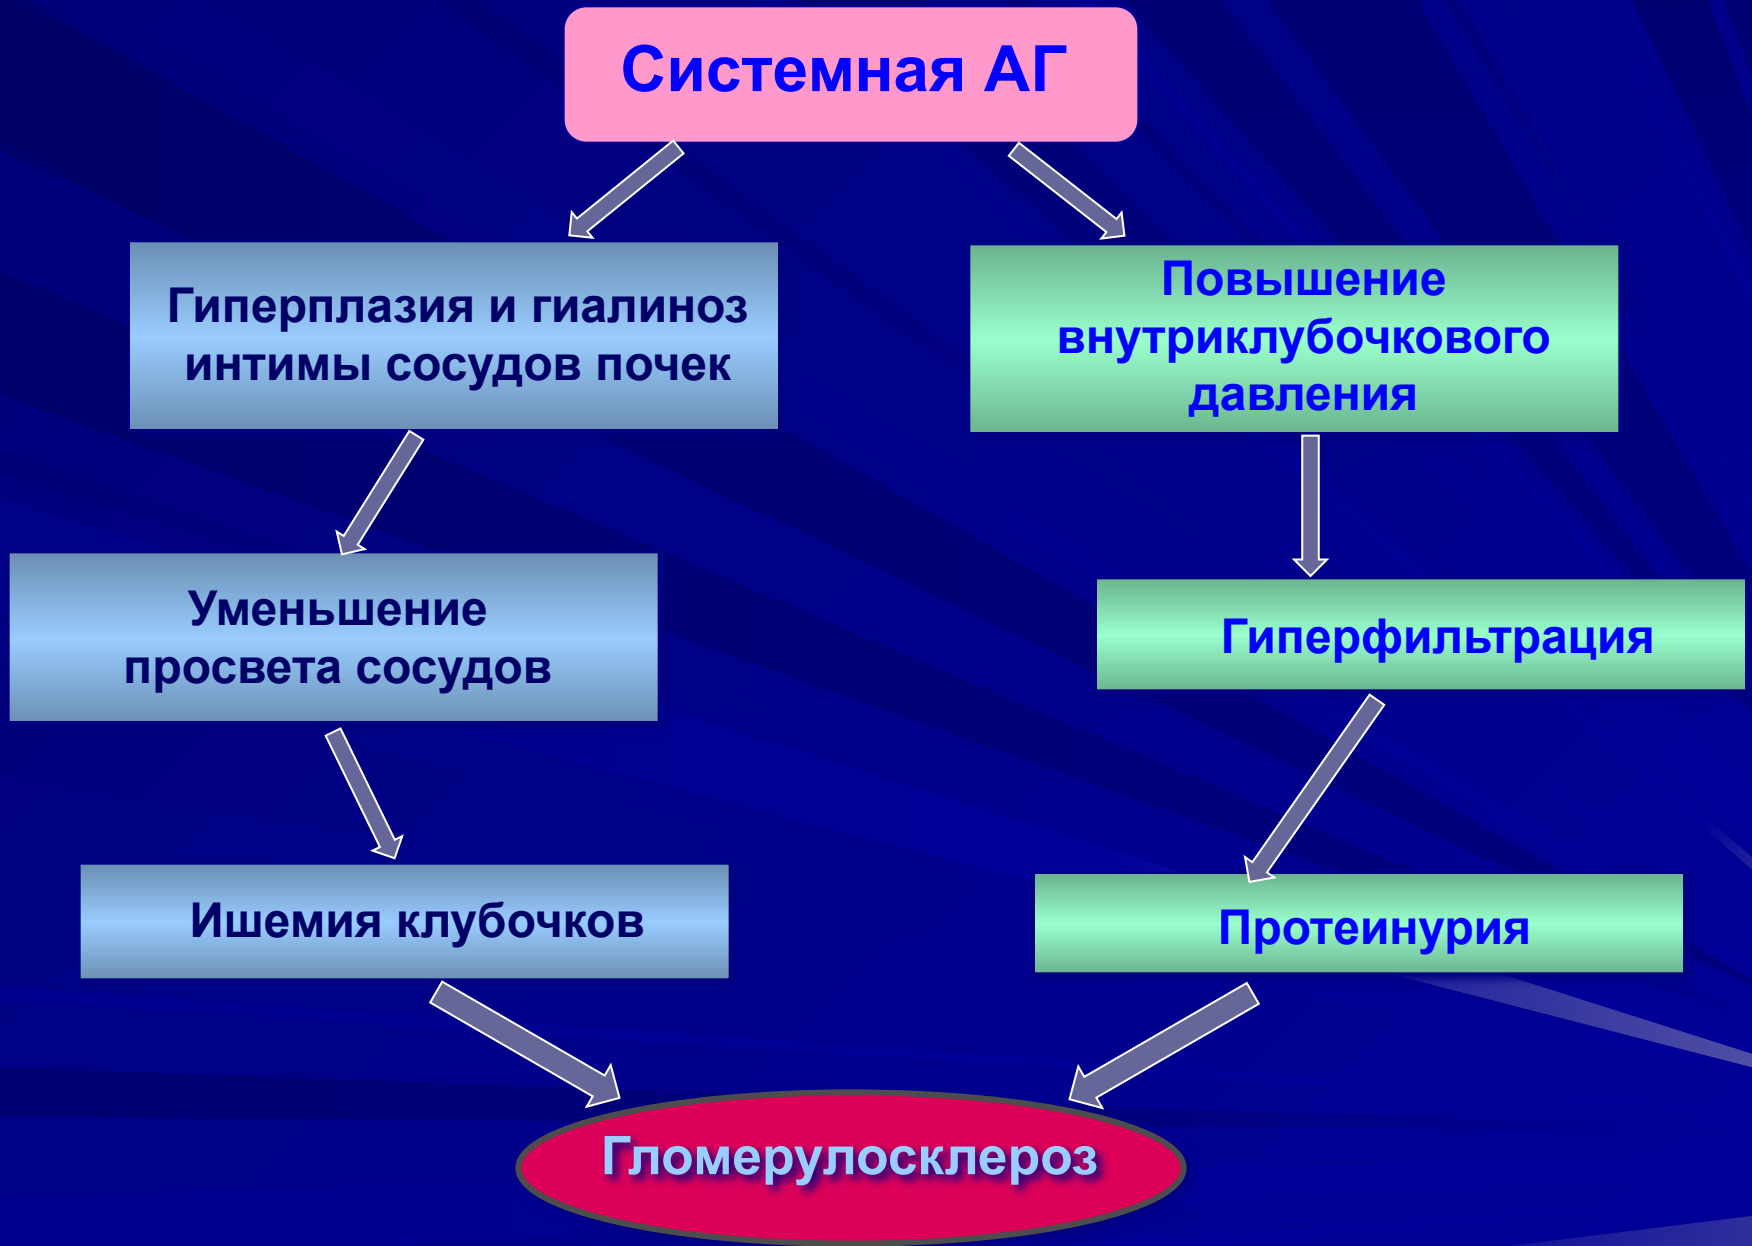 Системная АГ
Гиперплазия и гиалиноз
интимы сосудов почек
Повышение
внутриклубочкового
давления
Уменьшение
просвета сосудов
Гиперфильтрация
Ишемия клубочков
Протеинурия
Гломерулосклероз